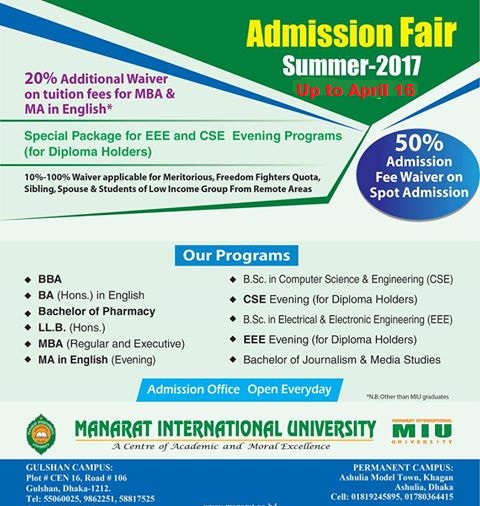 Admission Fair
Summer-2017
Up to April 16
20% Additional Waiver
on tuition fees for MBA &
MA in English*
Special Package for EEE and CSE Evening Programs
(for Diploma Holders)
10%-100% Waiver applicable for Meritorious, Freedom Fighters Quota,
Sibling, Spouse & Students of Low Income Group From Remote Areas
50%
Admission
Fee Waiver on
Spot Admission
Our Programs
BBA
BA (Hons.) in English
Bachelor of Pharmacy
LL.B. (Hons.)
MBA (Regular and Executive)
MA in English (Evening)
B.Sc. in Computer Science & Engineering (CSE)
CSE Evening (for Diploma Holders)
B.Sc. in Electrical & Electronic Engineering (EEE)
EEE Evening (for Diploma Holders)
Bachelor of Journalism & Media Studies
Admission Office Open Everyday
*N.B: Other than MIU graduates
MANARAT INTERNATIONAL UNIVERSITY
A Centre of Academic and Moral Excellence
MANARAT INTERNATIONAL
MIU
UNIVERSITY
GULSHAN CAMPUS:
Plot # CEN 16, Road # 106
Gulshan, Dhaka-1212.
Tel: 55060025, 9862251, 58817525
PERMANENT CAMPUS:
Ashulia Model Town, Khagan
Ashulia, Dhaka
Cell: 01819245895, 01780364415